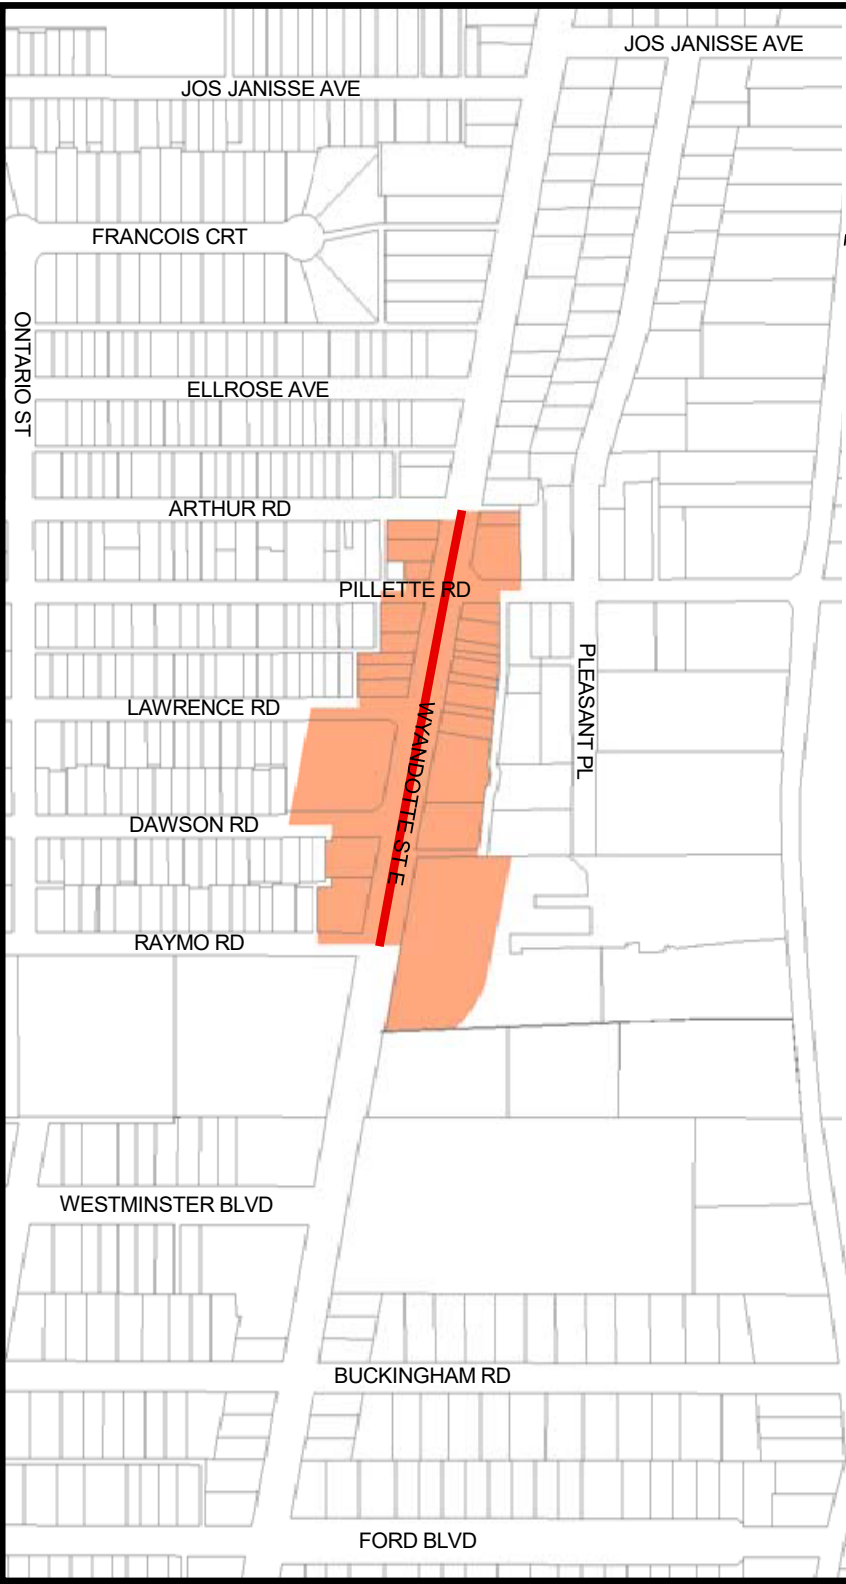 JOS JANISSE AVE
JOS JANISSE AVE
FRANCOIS CRT
ONTARIO ST
ELLROSE AVE
ARTHUR RD
PILLETTE RD
PLEASANT PL
LAWRENCE RD
WYANDOTTE ST E
DAWSON RD
RAYMO RD
WESTMINSTER BLVD
BUCKINGHAM RD
FORD BLVD